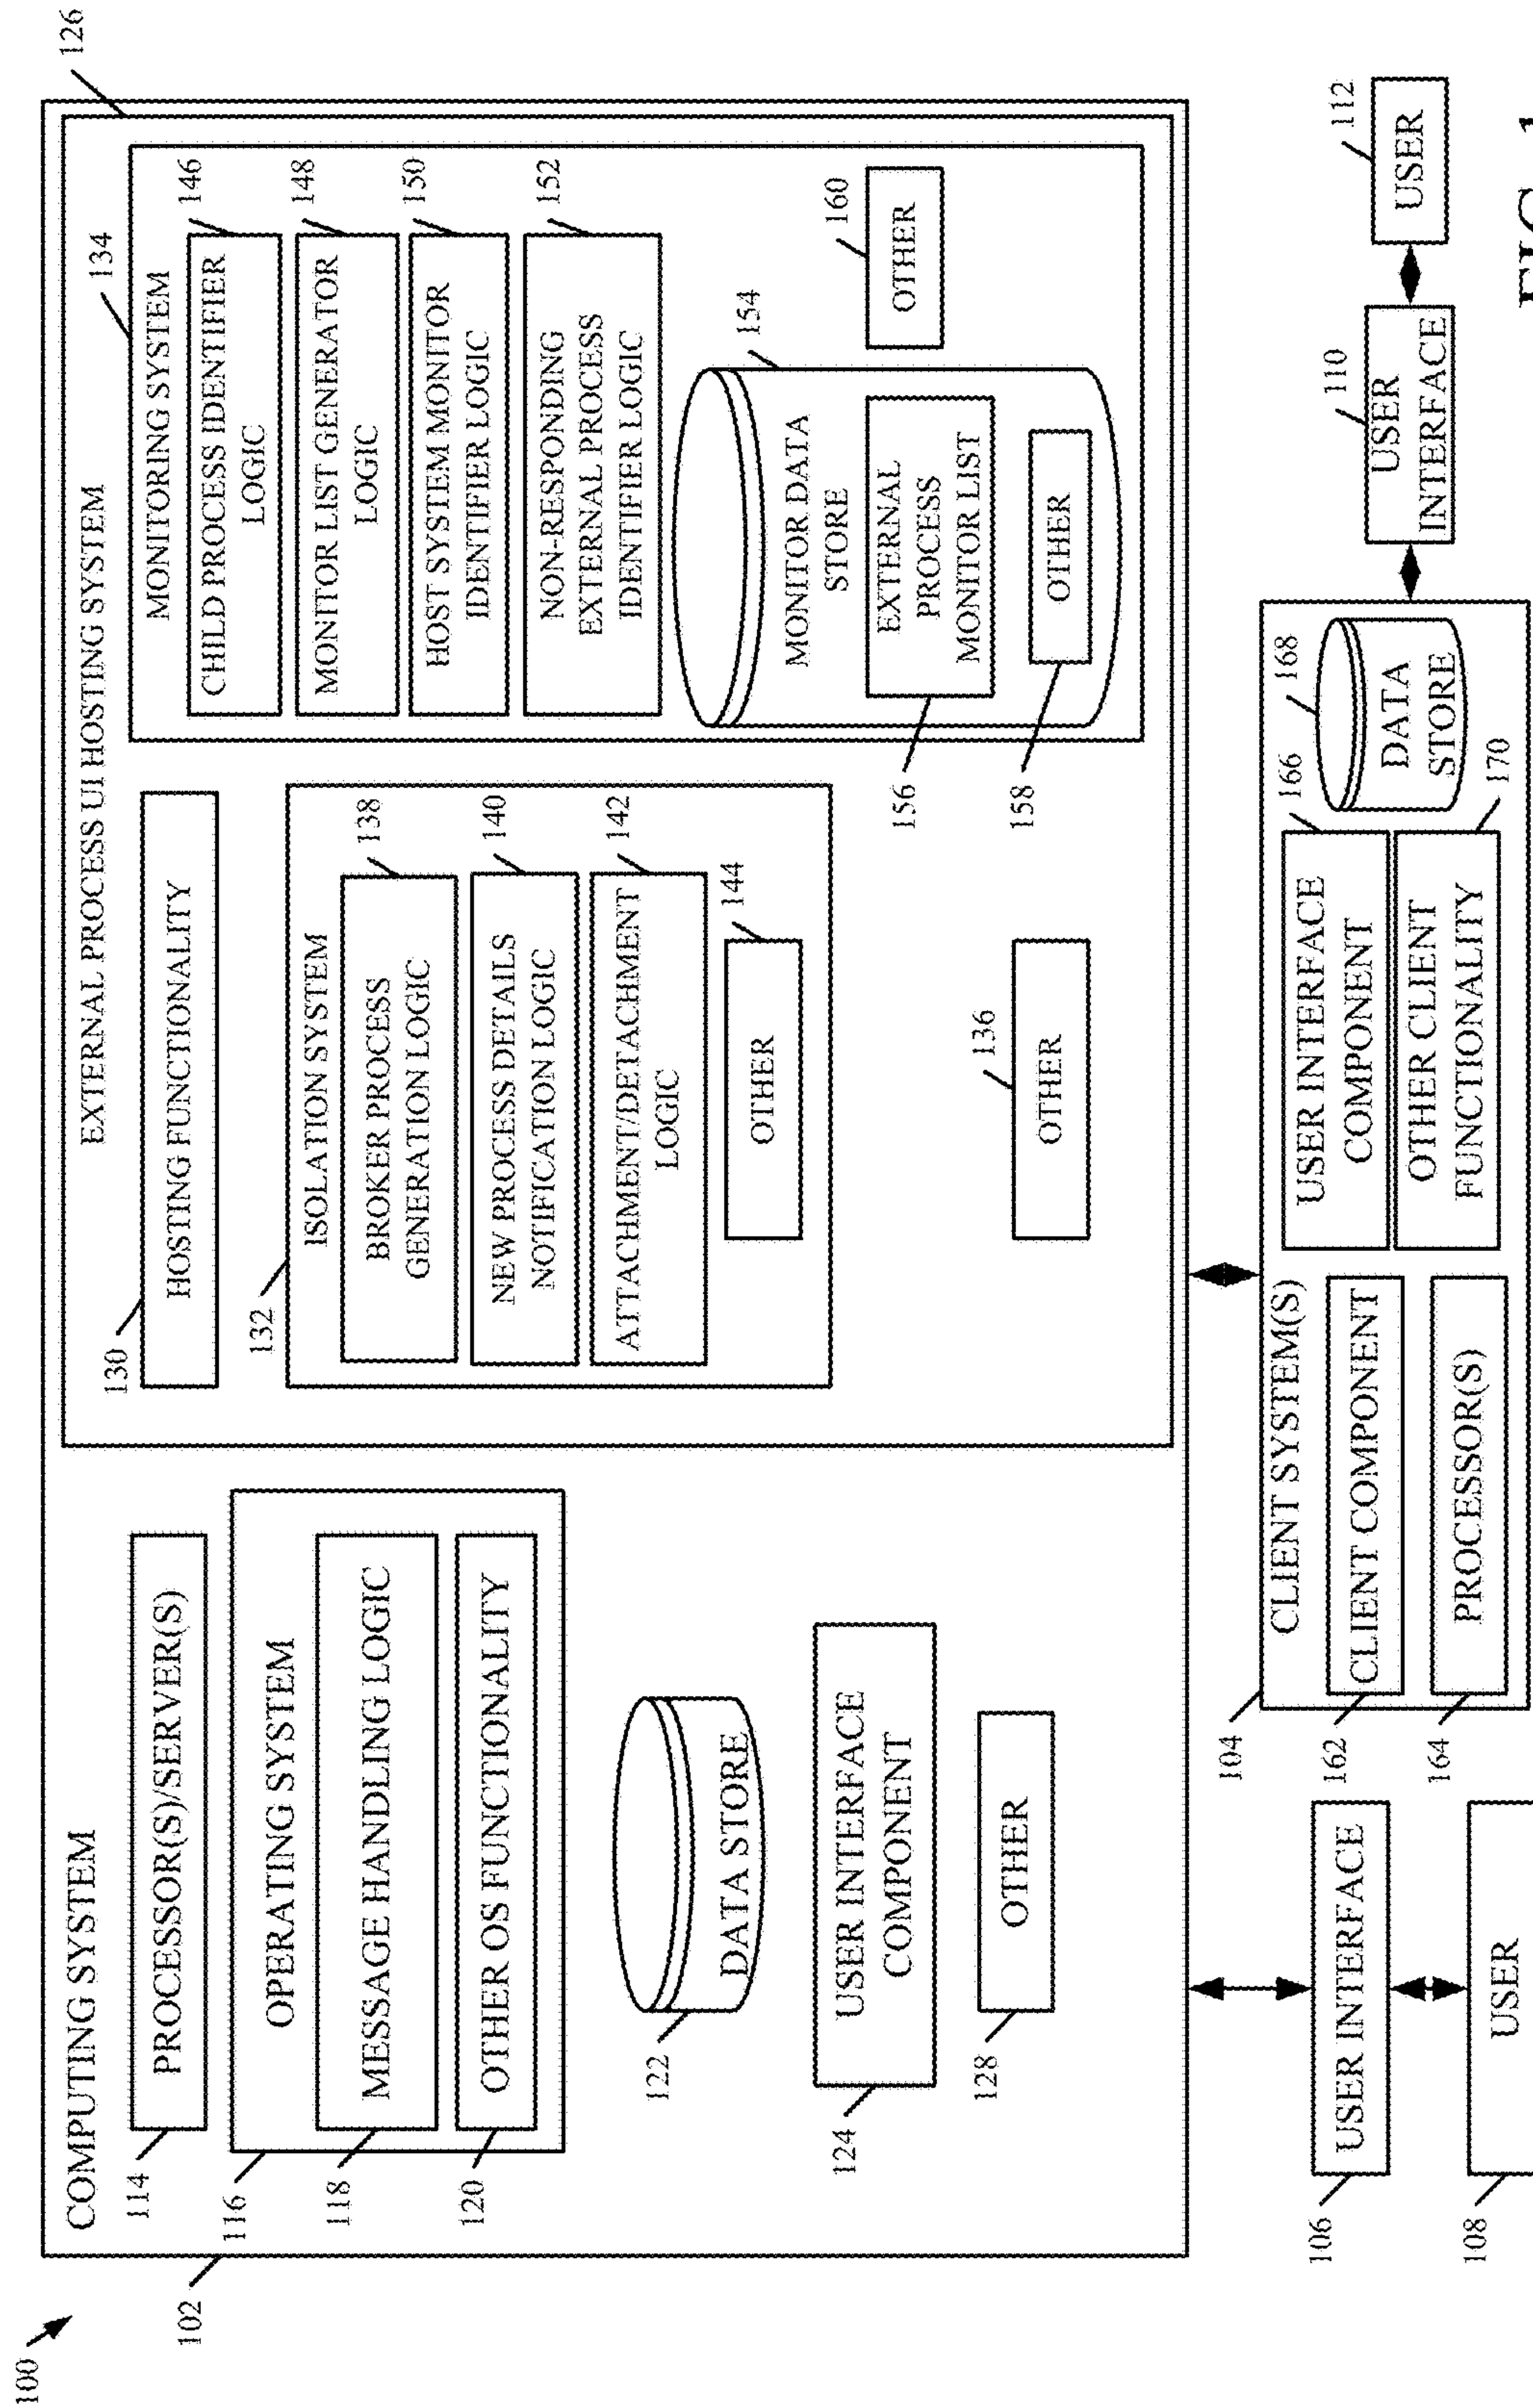 100
102
COMPUTING SYSTEM
114
PROCESSOR(S)/SERVER(S)
116
OPERATING SYSTEM
118
MESSAGE HANDLING LOGIC
120
OTHER OS FUNCTIONALITY
122
DATA STORE
124
USER INTERFACE
COMPONENT
128
OTHER
126
EXTERNAL PROCESS UI HOSTING SYSTEM
130
HOSTING FUNCTIONALITY
132
ISOLATION SYSTEM
138
BROKER PROCESS
GENERATION LOGIC
140
NEW PROCESS DETAILS
NOTIFICATION LOGIC
142
ATTACHMENT/DETACHMENT
LOGIC
144
OTHER
136
OTHER
134
MONITORING SYSTEM
146
CHILD PROCESS IDENTIFIER
LOGIC
148
MONITOR LIST GENERATOR
LOGIC
150
HOST SYSTEM MONITOR
IDENTIFIER LOGIC
152
NON-RESPONDING
EXTERNAL PROCESS
IDENTIFIER LOGIC
154
MONITOR DATA
STORE
156
EXTERNAL
PROCESS
MONITOR LIST
158
OTHER
160
OTHER
106
USER INTERFACE
108
USER
104
CLIENT SYSTEM(S)
162
CLIENT COMPONENT
164
PROCESSOR(S)
166
USER INTERFACE
COMPONENT
168
DATA
STORE
170
OTHER CLIENT
FUNCTIONALITY
110
USER
INTERFACE
112
USER